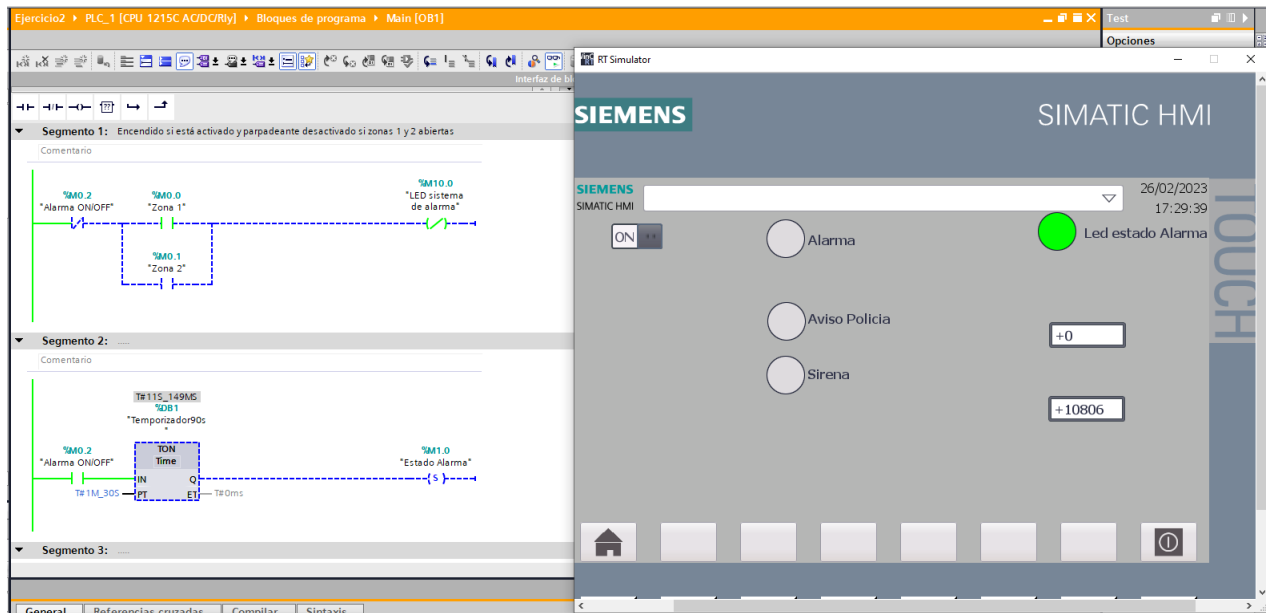 Ejercicio2 ▸ PLC_1 [CPU 1215C AC/DC/Rly] ▸ Bloques de programa ▸ Main [OB1]
Test
Opciones
Interfaz de bl
RT Simulator
Segmento 1: Encendido si está activado y parpadeante desactivado si zonas 1 y 2 abiertas
Comentario
%M0.2
"Alarma ON/OFF"
%M0.0
"Zona 1"
%M10.0
"LED sistema
de alarma"
%M0.1
"Zona 2"
Segmento 2: .....
Comentario
T#11S_149MS
%DB1
"Temporizador90s
"
%M0.2
"Alarma ON/OFF"
TON
Time
IN
Q
T#1M_30S
PT
ET
T#0ms
%M1.0
"Estado Alarma"
S
Segmento 3: .....
General
Referencias cruzadas
Compilar
Sintaxis
SIEMENS
SIMATIC HMI
SIEMENS
SIMATIC HMI
26/02/2023
17:29:39
TOUCH
ON
Alarma
Led estado Alarma
Aviso Policia
+0
Sirena
+10806